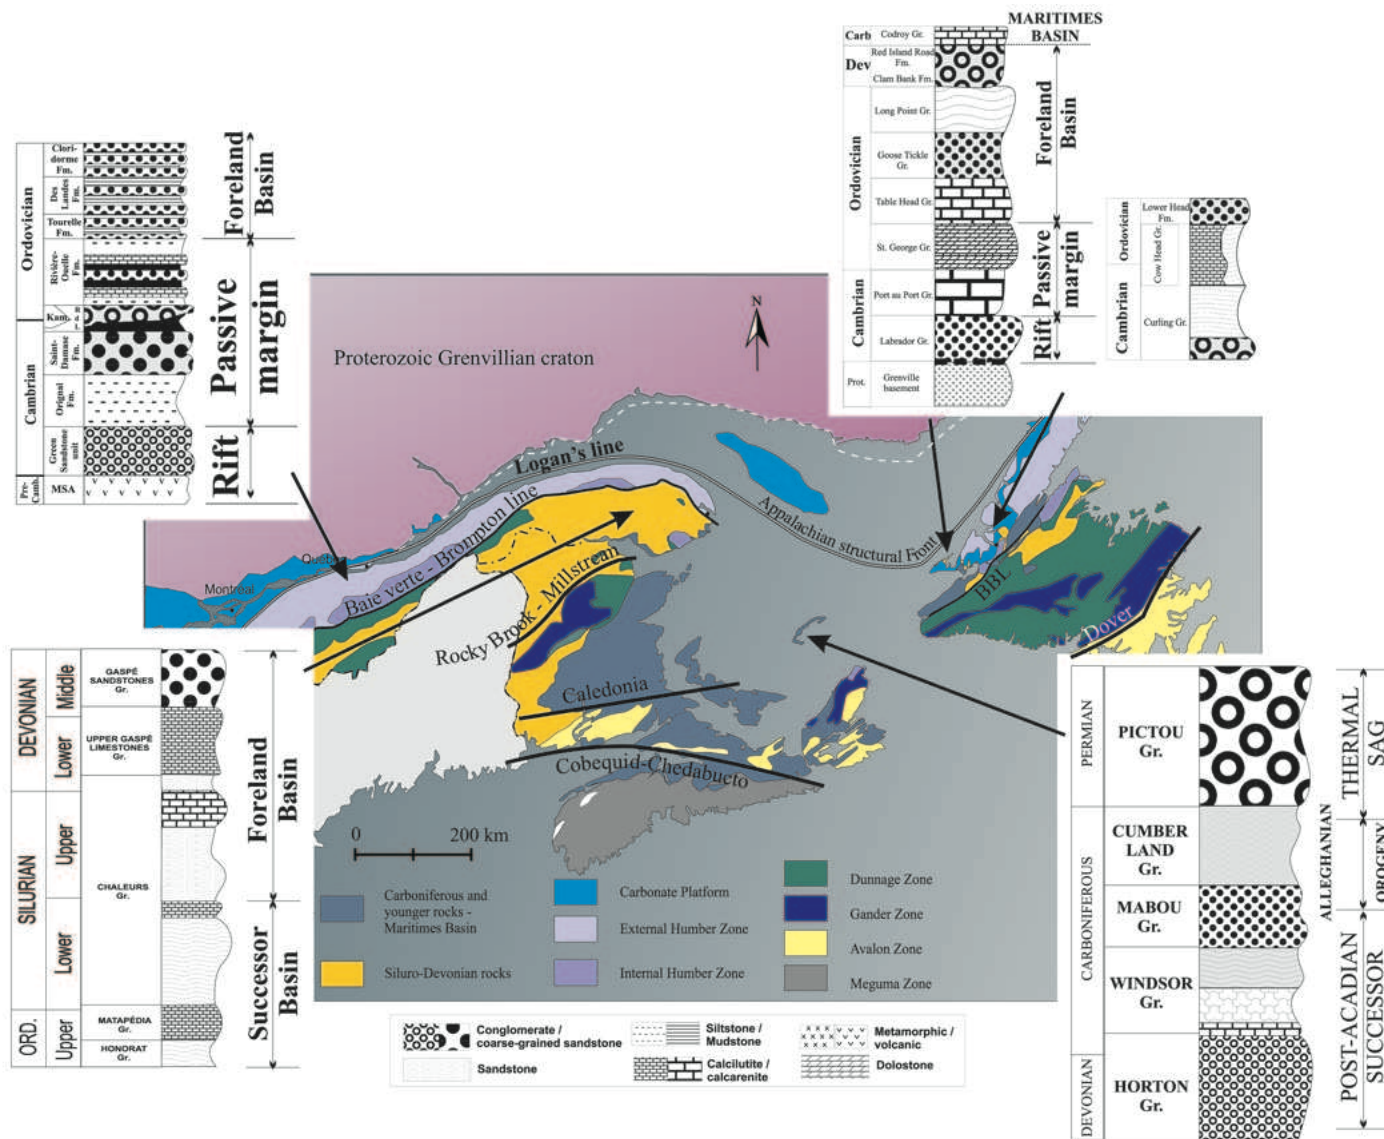 MARITIMES
BASIN
Carb
Codroy Gr.
Dev
Red Island Road
Fm.
Clam Bank Fm.
Ordovician
Long Point Gr.
Goose Tickle
Gr.
Table Head Gr.
St. George Gr.
Cambrian
Port au Port Gr.
Labrador Gr.
Prot.
Grenville
basement
Foreland
Basin
Passive
margin
Rift
Ordovician
Lower Head
Fm.
Cow Head Gr.
Cambrian
Curling Gr.
Ordovician
Clori-
dorme
Fm.
Des
Landes
Fm.
Tourelle
Fm.
Rivière-
Ouelle
Fm.
Kam.
Cambrian
Saint-
Damase
Fm.
Orignal
Fm.
Green
Sandstone
unit
Pre-
Camb.
MSA
Foreland
Basin
Passive
margin
Rift
Proterozoic Grenvillian craton
N
Logan's line
Baie verte - Brompton line
Appalachian structural Front
Québec
Montréal
Rocky Brook - Millstream
BBL
Dover
Caledonia
Cobequid-Chedabucto
0
200 km
Carboniferous and
younger rocks -
Maritimes Basin
Siluro-Devonian rocks
Carbonate Platform
External Humber Zone
Internal Humber Zone
Dunnage Zone
Gander Zone
Avalon Zone
Meguma Zone
DEVONIAN
Middle
Lower
SILURIAN
Upper
Lower
ORD.
Upper
GASPÉ
SANDSTONES
Gr.
UPPER GASPÉ
LIMESTONES
Gr.
CHALEURS
Gr.
MATAPÉDIA
Gr.
HONORAT
Gr.
Foreland
Basin
Successor
Basin
PERMIAN
CARBONIFEROUS
DEVONIAN
PICTOU
Gr.
CUMBER
LAND
Gr.
MABOU
Gr.
WINDSOR
Gr.
HORTON
Gr.
THERMAL
SAG
ALLEGHANIAN
OROGENY
POST-ACADIAN
SUCCESSOR
Conglomerate /
coarse-grained sandstone
Sandstone
Siltstone /
Mudstone
Calcilutite /
calcarenite
Metamorphic /
volcanic
Dolostone